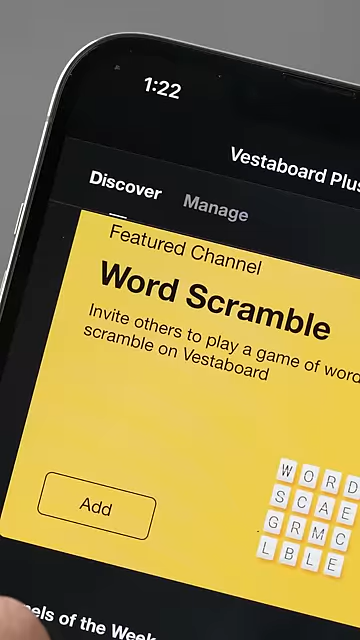 1:22
Vestaboard Plus
Discover
Manage
Featured Channel
Word Scramble
Invite others to play a game of word
scramble on Vestaboard
WORD
SCAE
GRMC
LBLE
Add
of the Week